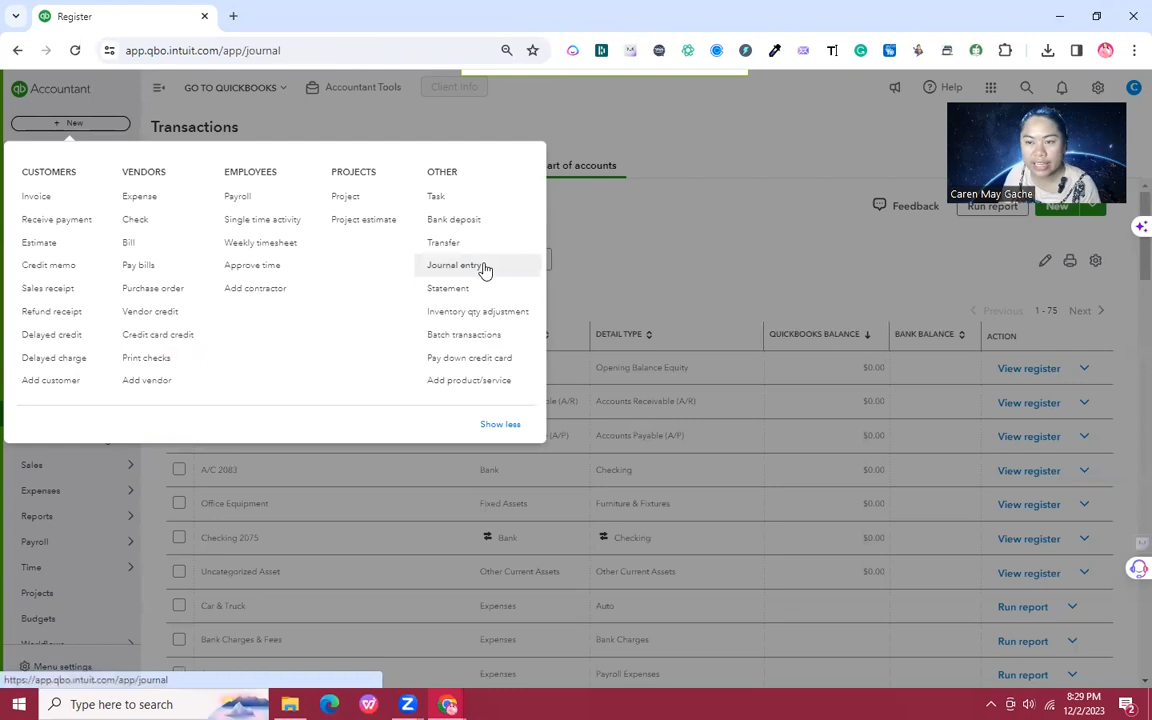 Register
app.qbo.intuit.com/app/journal
Accountant
GO TO QUICKBOOKS
Accountant Tools
Client Info
Help
C
+ New
Transactions
CUSTOMERS
Invoice
Receive payment
Estimate
Credit memo
Sales receipt
Refund receipt
Delayed credit
Delayed charge
Add customer
VENDORS
Expense
Check
Bill
Pay bills
Purchase order
Vendor credit
Credit card credit
Print checks
Add vendor
EMPLOYEES
Payroll
Single time activity
Weekly timesheet
Approve time
Add contractor
PROJECTS
Project
Project estimate
OTHER
Task
Bank deposit
Transfer
Journal entry
Statement
Inventory qty adjustment
Batch transactions
Pay down credit card
Add product/service
Show less
art of accounts
Caren May Gache
Feedback
Run report
New
Previous 1 - 75 Next
DETAIL TYPE QUICKBOOKS BALANCE BANK BALANCE ACTION
Opening Balance Equity $0.00 View register
ble (A/R) Accounts Receivable (A/R) $0.00 View register
(A/P) Accounts Payable (A/P) $0.00 View register
A/C 2083 Bank Checking $0.00 View register
Office Equipment Fixed Assets Furniture & Fixtures $0.00 View register
Checking 2075 Bank Checking $0.00 View register
Uncategorized Asset Other Current Assets Other Current Assets $0.00 View register
Car & Truck Expenses Auto Run report
Bank Charges & Fees Expenses Bank Charges Run report
Expenses Payroll Expenses Run report
Sales
Expenses
Reports
Payroll
Time
Projects
Budgets
Workflows
Menu settings
https://app.qbo.intuit.com/app/journal
Type here to search
8:29 PM
12/2/2023
2